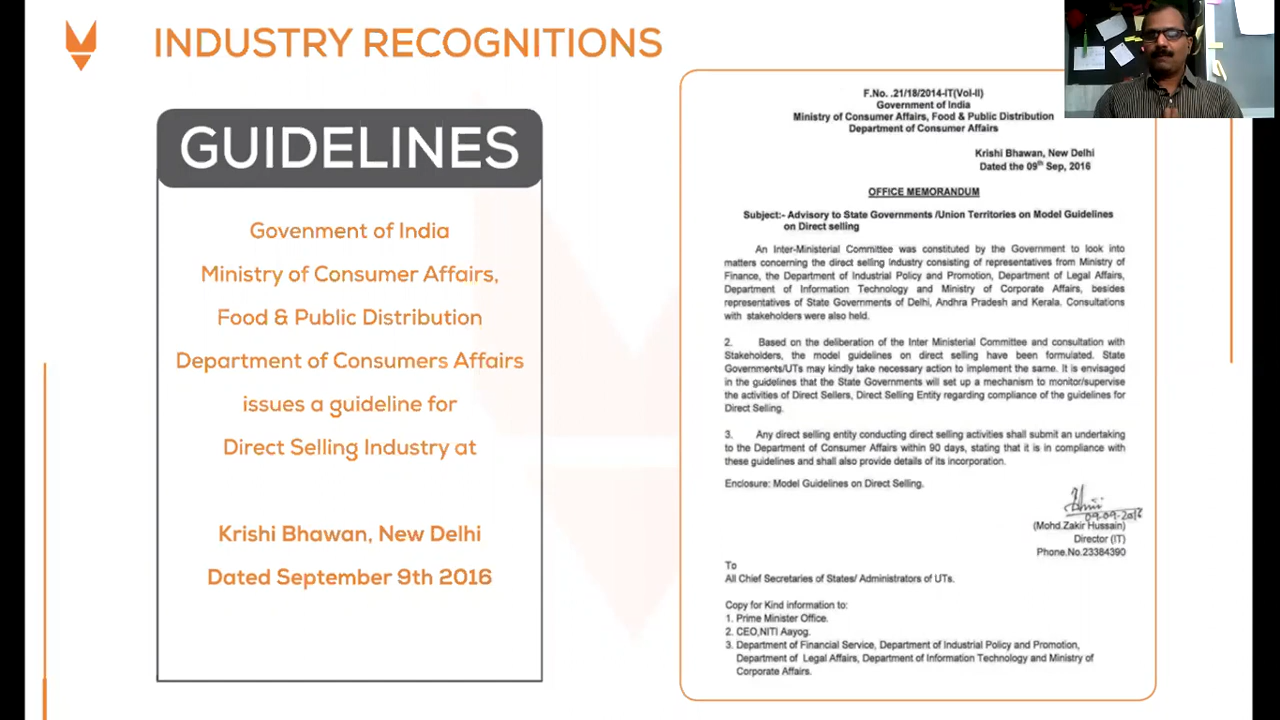 INDUSTRY RECOGNITIONS
GUIDELINES
Govenment of India
Ministry of Consumer Affairs,
Food & Public Distribution
Department of Consumers Affairs
issues a guideline for
Direct Selling Industry at
Krishi Bhawan, New Delhi
Dated September 9th 2016
F.No. .21/18/2014-IT(Vol-II)
Government of India
Ministry of Consumer Affairs, Food & Public Distribution
Department of Consumer Affairs
Krishi Bhawan, New Delhi
Dated the 09th Sep, 2016
OFFICE MEMORANDUM
Subject:- Advisory to State Governments /Union Territories on Model Guidelines
on Direct selling
An Inter-Ministerial Committee was constituted by the Government to look into
matters concerning the direct selling industry consisting of representatives from Ministry of
Finance, the Department of Industrial Policy and Promotion, Department of Legal Affairs,
Department of Information Technology and Ministry of Corporate Affairs, besides
representatives of State Governments of Delhi, Andhra Pradesh and Kerala. Consultations
with stakeholders were also held.
2. Based on the deliberation of the Inter Ministerial Committee and consultation with
Stakeholders, the model guidelines on direct selling have been formulated. State
Governments/UTs may kindly take necessary action to implement the same. It is envisaged
in the guidelines that the State Governments will set up a mechanism to monitor/supervise
the activities of Direct Sellers, Direct Selling Entity regarding compliance of the guidelines for
Direct Selling.
3. Any direct selling entity conducting direct selling activities shall submit an undertaking
to the Department of Consumer Affairs within 90 days, stating that it is in compliance with
these guidelines and shall also provide details of its incorporation.
Enclosure: Model Guidelines on Direct Selling.
09-09-2016
(Mohd.Zakir Hussain)
Director (IT)
Phone.No.23384390
To
All Chief Secretaries of States/ Administrators of UTs.
Copy for Kind information to:
1. Prime Minister Office.
2. CEO,NITI Aayog.
3. Department of Financial Service, Department of Industrial Policy and Promotion,
Department of Legal Affairs, Department of Information Technology and Ministry of
Corporate Affairs.